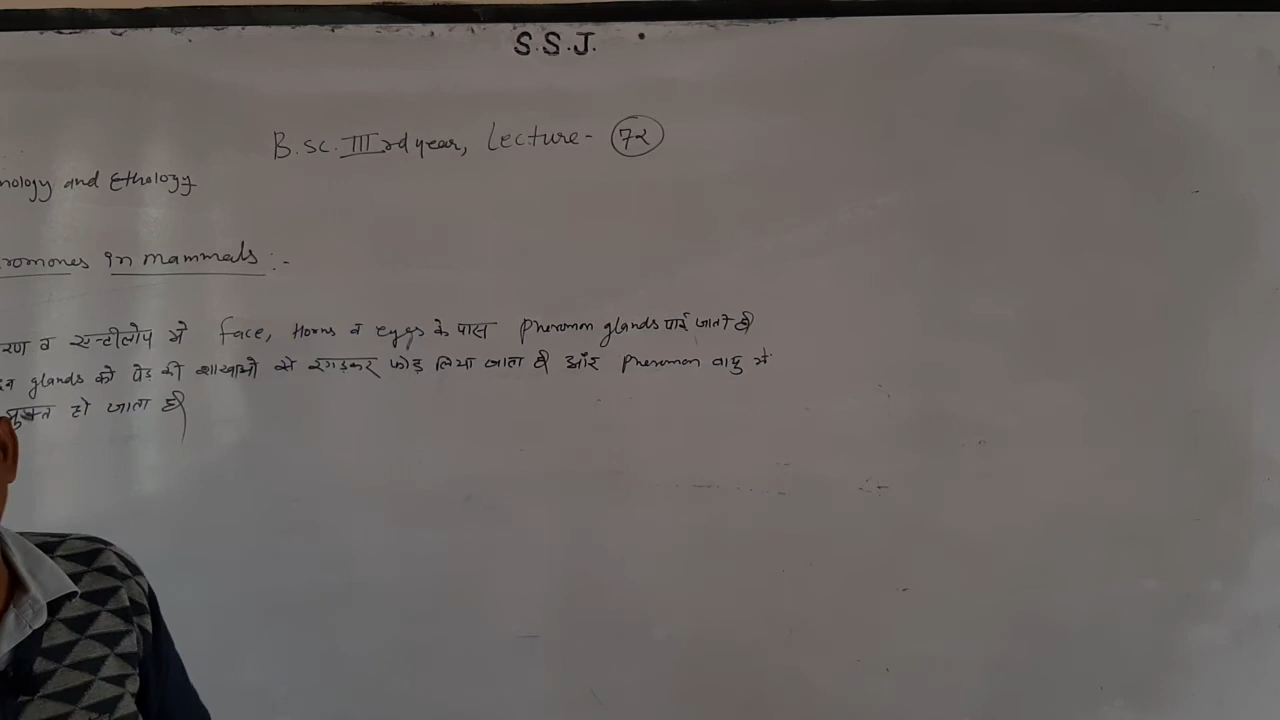 S.S.J.
B.Sc. IIIrd year, Lecture- 72
nology and Ethology
romones in mammals :-
रण व एन्टीलोप मे face, Horns व eyes के पास Pheromon glands पाई जाती है
glands को पेड की शाखाओ से रगड़कर फोड़ लिया जाता है और Pheromon वायु मे
मुक्त हो जाता है